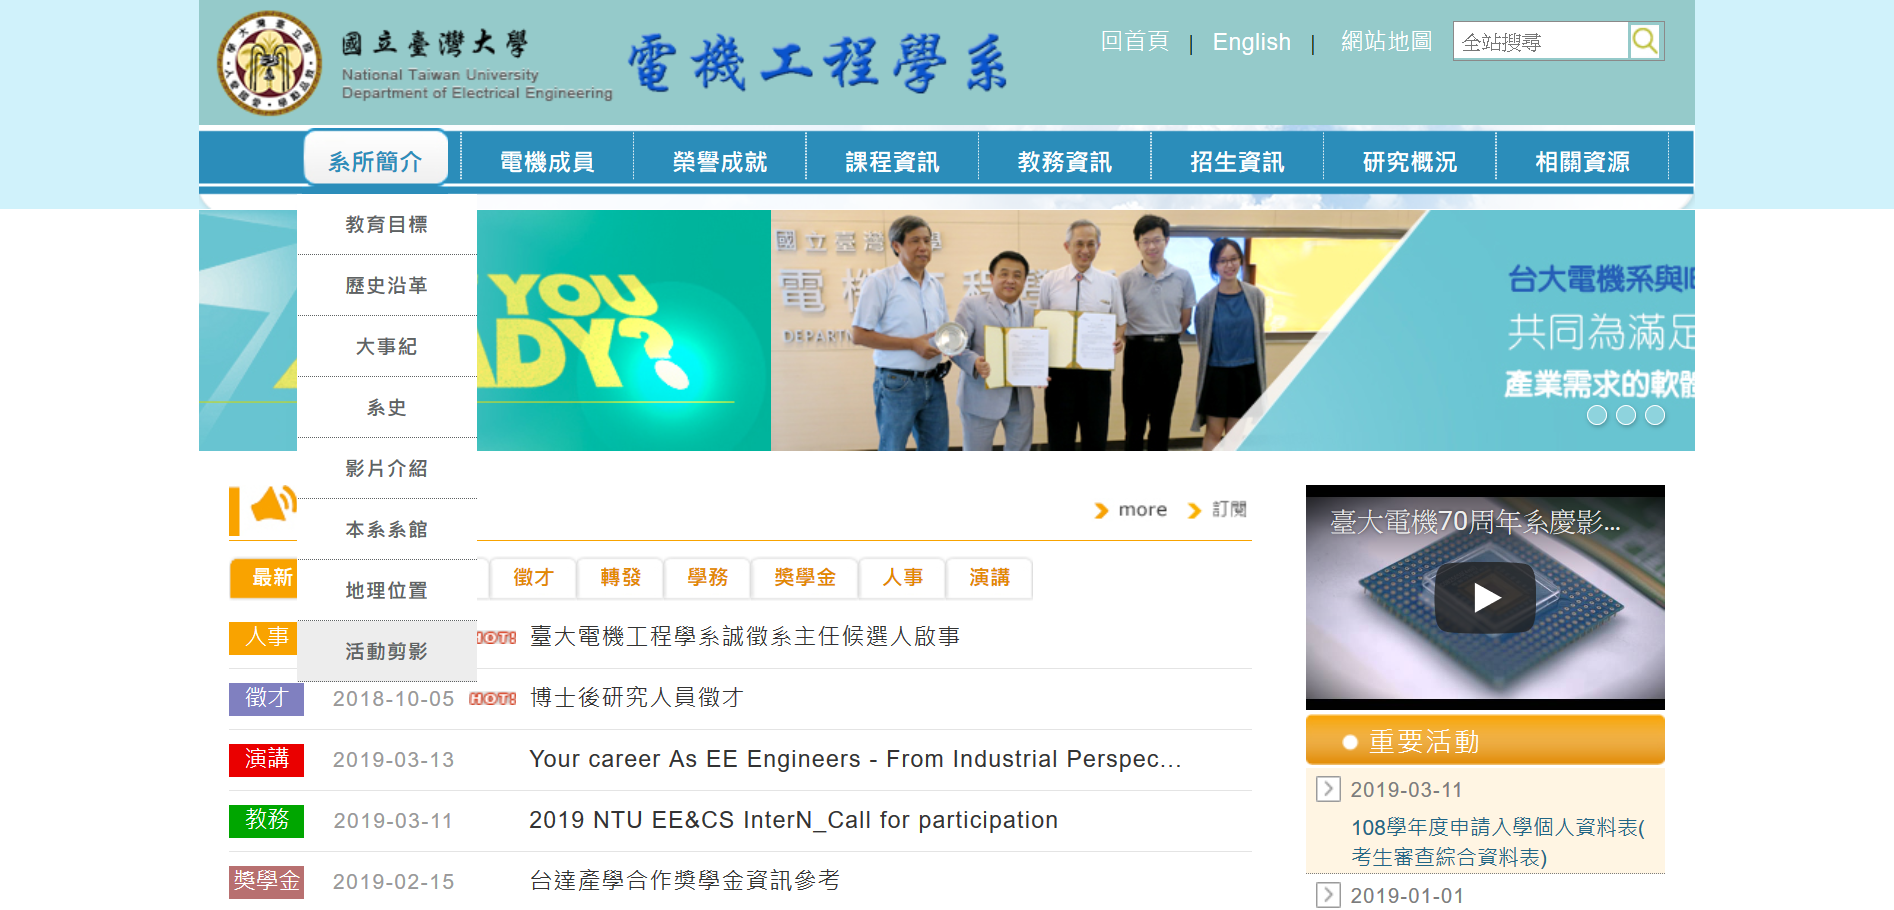 國立臺灣大學
National Taiwan University
Department of Electrical Engineering
電機工程學系
回首頁 | English | 網站地圖
全站搜尋
系所簡介 電機成員 榮譽成就 課程資訊 教務資訊 招生資訊 研究概況 相關資源
教育目標
歷史沿革
大事紀
系史
影片介紹
本系系館
地理位置
活動剪影
YOU
ADY?
國立臺灣 學
電機工程
DEPARTN
台大電機系與IB
共同為滿足
產業需求的軟體
more 訂閱
最新 徵才 轉發 學務 獎學金 人事 演講
人事 HOT! 臺大電機工程學系誠徵系主任候選人啟事
徵才 2018-10-05 HOT! 博士後研究人員徵才
演講 2019-03-13 Your career As EE Engineers - From Industrial Perspec...
教務 2019-03-11 2019 NTU EE&CS InterN_Call for participation
獎學金 2019-02-15 台達產學合作獎學金資訊參考
臺大電機70周年系慶影...
重要活動
2019-03-11
108學年度申請入學個人資料表(
考生審查綜合資料表)
2019-01-01